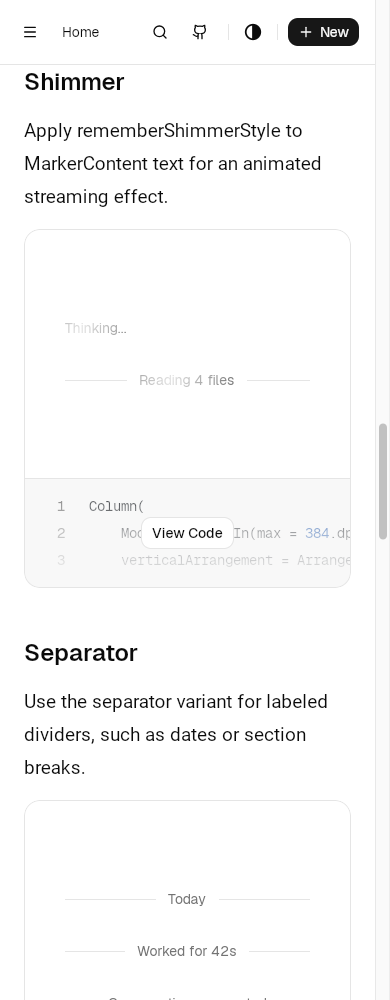 Home
New
Shimmer
Apply rememberShimmerStyle to
MarkerContent text for an animated
streaming effect.
Thinking...
Reading 4 files
1 Column(
2 In(max = 384.dp
View Code
3 verticalArrangement = Arrange
Separator
Use the separator variant for labeled
dividers, such as dates or section
breaks.
Today
Worked for 42s